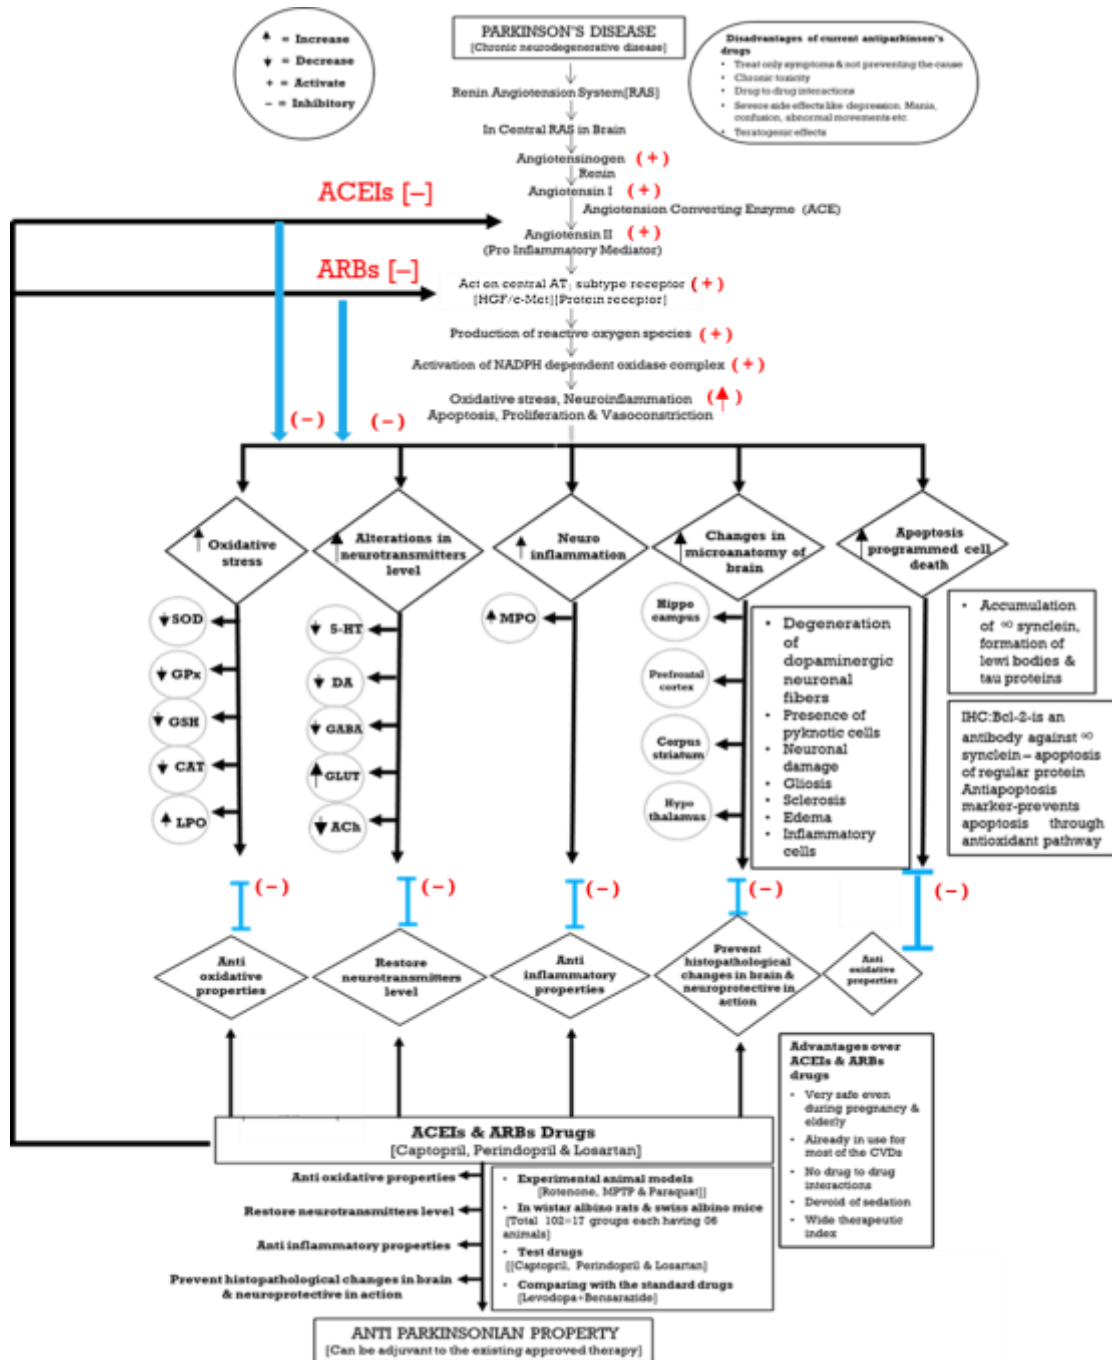 = Increase
= Decrease
+ = Activate
− = Inhibitory
PARKINSON'S DISEASE
[Chronic neurodegenerative disease]
Disadvantages of current antiparkinson's
drugs
• Treat only symptoms & not preventing the cause
• Chronic toxicity
• Drug to drug interactions
• Severe side effects like depression. Mania,
confusion, abnormal movements etc.
• Teratogenic effects
Renin Angiotension System[RAS]
In Central RAS in Brain
Angiotensinogen (+)
Renin
ACEIs [−]
Angiotensin I (+)
Angiotension Converting Enzyme (ACE)
Angiotensin II (+)
(Pro Inflammatory Mediator)
ARBs [−]
Act on central AT1 subtype receptor (+)
[HGF/c-Met][Protein receptor]
Production of reactive oxygen species (+)
Activation of NADPH dependent oxidase complex (+)
Oxidative stress, Neuroinflammation ( )
Apoptosis, Proliferation & Vasoconstriction
(−)
(−)
Oxidative
stress
Alterations in
neurotransmitters
level
Neuro
inflammation
Changes in
microanatomy of
brain
Apoptosis
programmed cell
death
SOD
GPx
GSH
CAT
LPO
5-HT
DA
GABA
GLUT
ACh
MPO
Hippo
campus
Prefrontal
cortex
Corpus
striatum
Hypo
thalamus
• Degeneration
of
dopaminergic
neuronal
fibers
• Presence of
pyknotic cells
• Neuronal
damage
• Gliosis
• Sclerosis
• Edema
• Inflammatory
cells
• Accumulation
of ∞ synclein,
formation of
lewi bodies &
tau proteins
IHC:Bcl-2-is an
antibody against ∞
synclein–apoptosis
of regular protein
Antiapoptosis
marker-prevents
apoptosis through
antioxidant pathway
(−)
(−)
(−)
(−)
(−)
Anti
oxidative
properties
Restore
neurotransmitters
level
Anti
inflammatory
properties
Prevent
histopathological
changes in brain &
neuroprotective in
action
Anti
oxidative
properties
Advantages over
ACEIs & ARBs
drugs
• Very safe even
during pregnancy &
elderly
• Already in use for
most of the CVDs
• No drug to drug
interactions
• Devoid of sedation
• Wide therapeutic
index
ACEIs & ARBs Drugs
[Captopril, Perindopril & Losartan]
Anti oxidative properties
Restore neurotransmitters level
Anti inflammatory properties
Prevent histopathological changes in brain
& neuroprotective in action
• Experimental animal models
[Rotenone, MPTP & Paraquat]]
• In wistar albino rats & swiss albino mice
[Total 102=17 groups each having 06
animals]
• Test drugs
[[Captopril, Perindopril & Losartan]
• Comparing with the standard drugs
[Levodopa+Bensarazide]
ANTI PARKINSONIAN PROPERTY
[Can be adjuvant to the existing approved therapy]